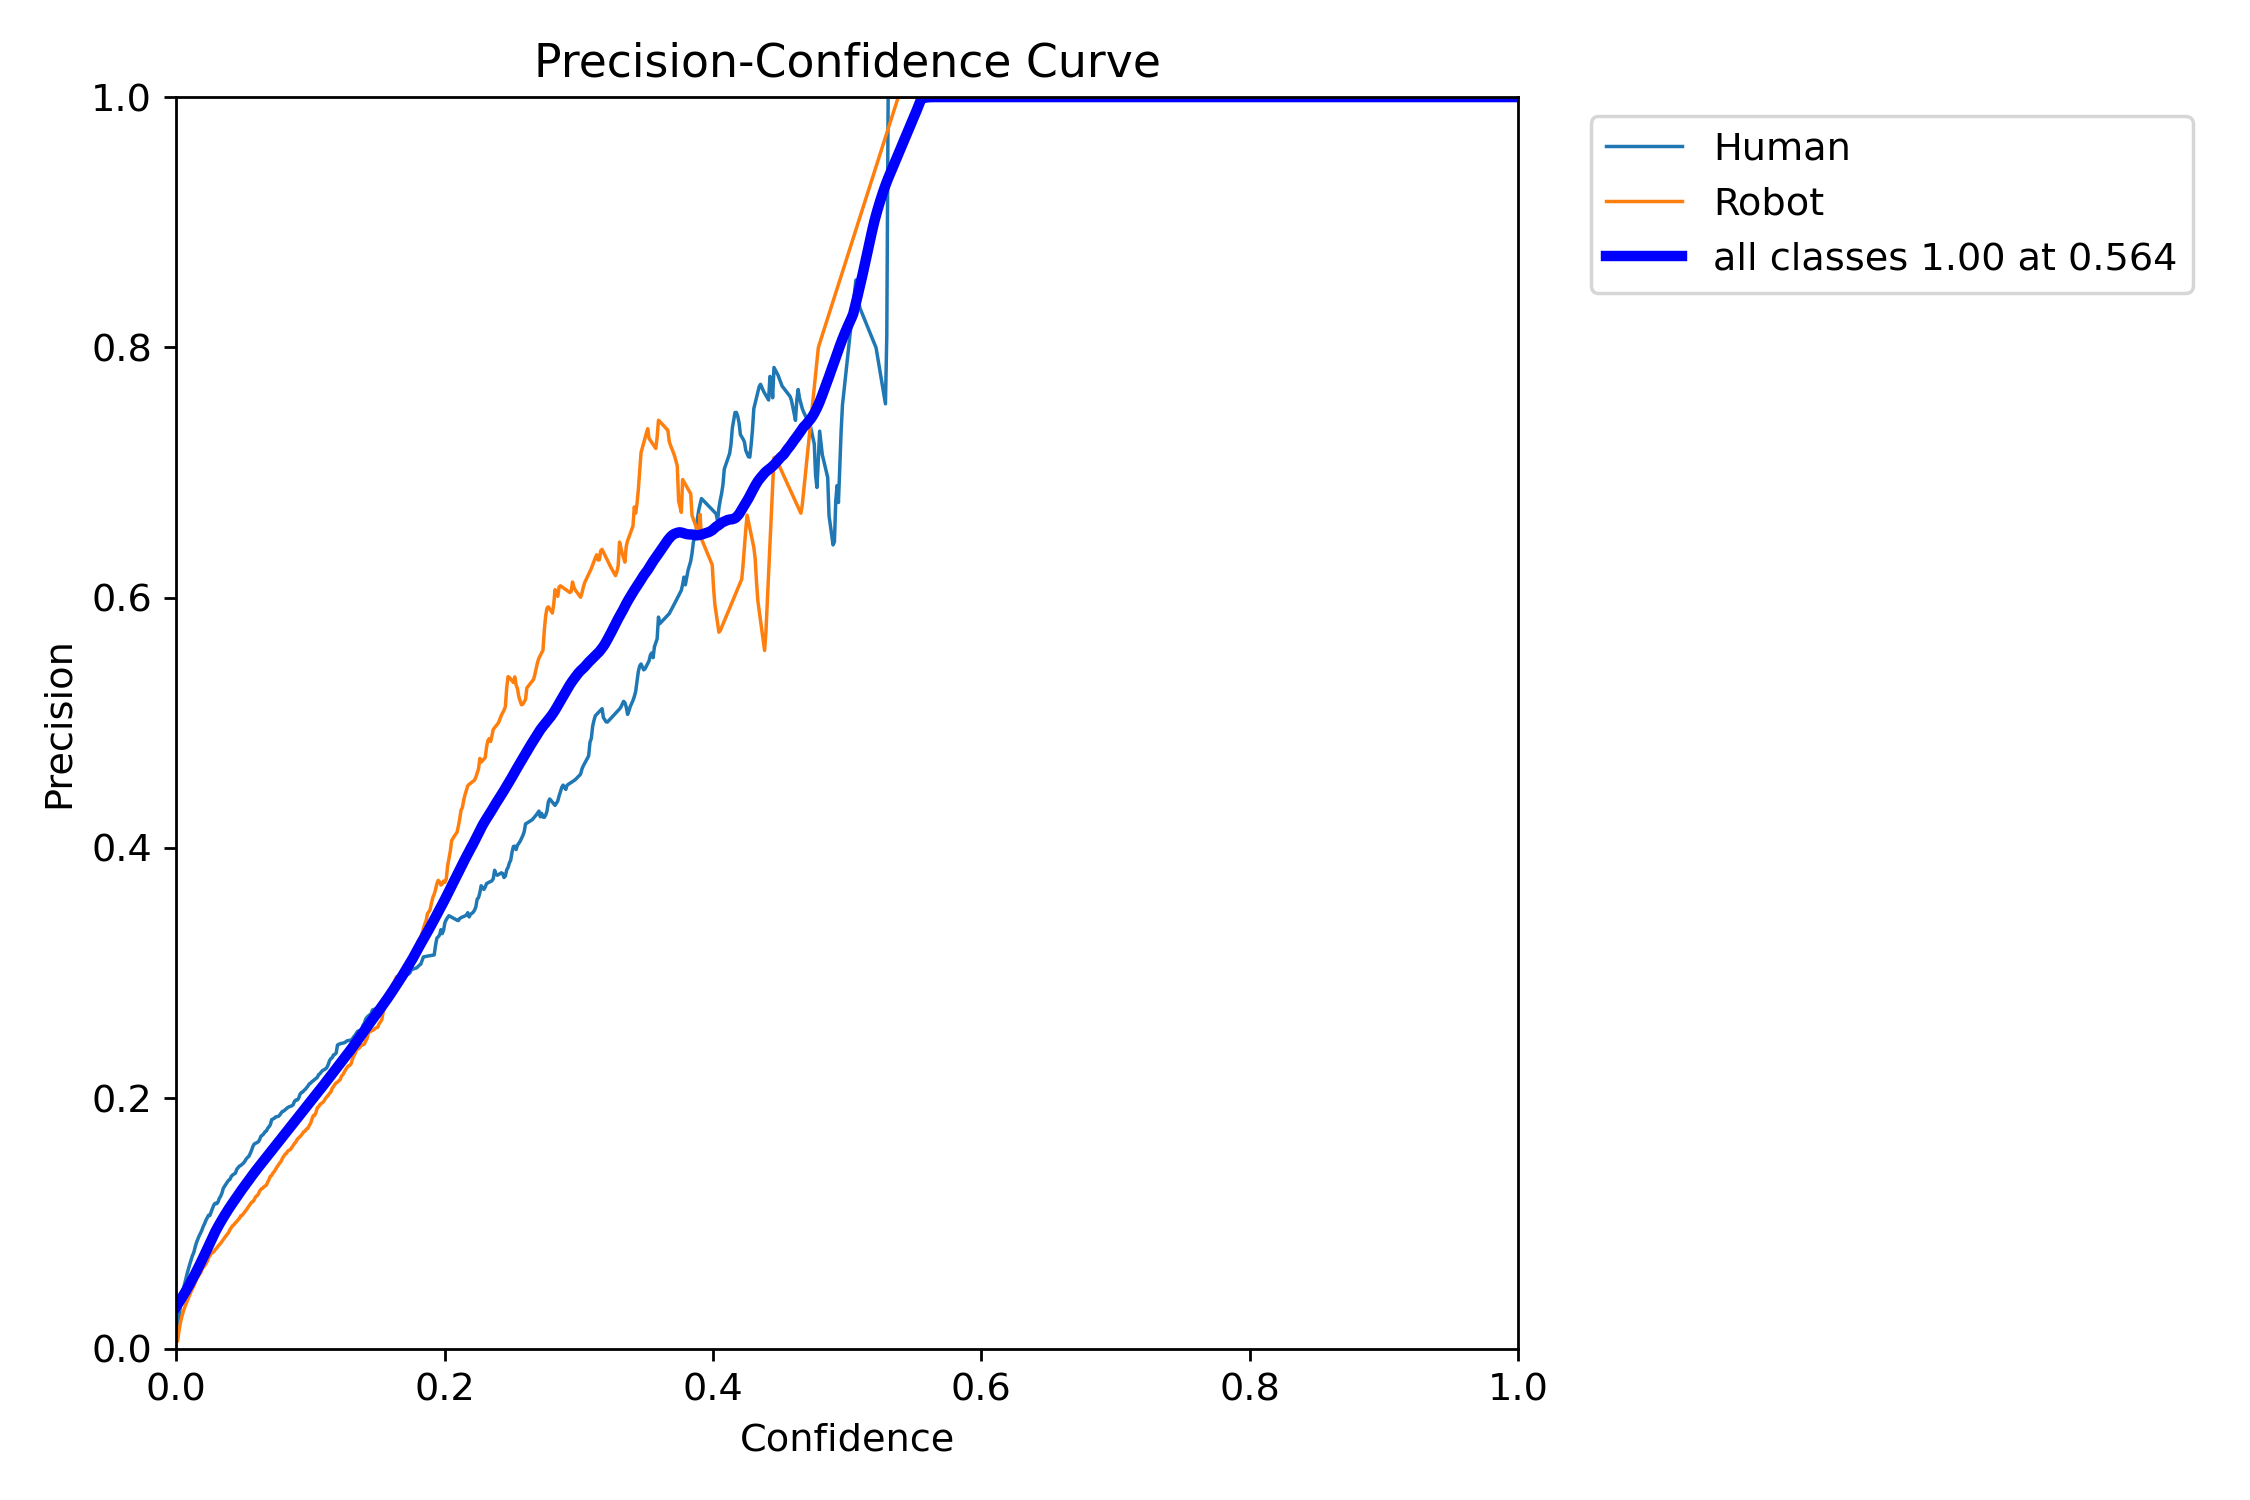 Precision-Confidence Curve
1.0
0.8
0.6
0.4
0.2
0.0
Precision
0.0 0.2 0.4 0.6 0.8 1.0
Confidence
Human
Robot
all classes 1.00 at 0.564